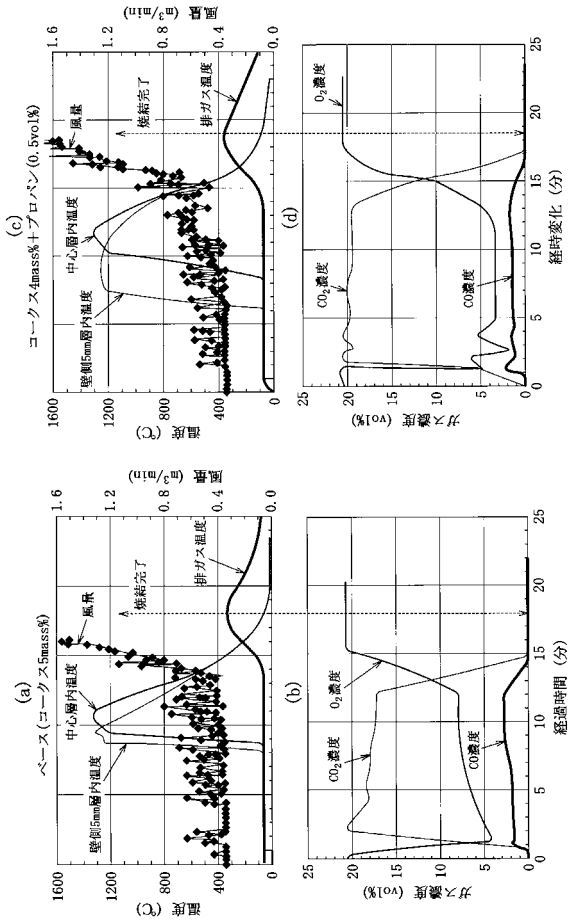 ベース(コークス5mass%)
(a)
1600
1200
800
400
0
温度 (℃)
1.6
1.2
0.8
0.4
0.0
風量 (m³/min)
中心層内温度
壁側5mm層内温度
風量
焼結完了
排ガス温度
(b)
25
20
15
10
5
0
ガス濃度 (vol%)
CO₂濃度
O₂濃度
CO濃度
0
5
10
15
20
25
経過時間 (分)
コークス4mass%+プロパン(0.5vol%)
(c)
1600
1200
800
400
0
温度 (℃)
1.6
1.2
0.8
0.4
0.0
風量 (m³/min)
中心層内温度
壁側5mm層内温度
風量
焼結完了
排ガス温度
(d)
25
20
15
10
5
0
ガス濃度 (vol%)
CO₂濃度
O₂濃度
CO濃度
0
5
10
15
20
25
経時変化 (分)